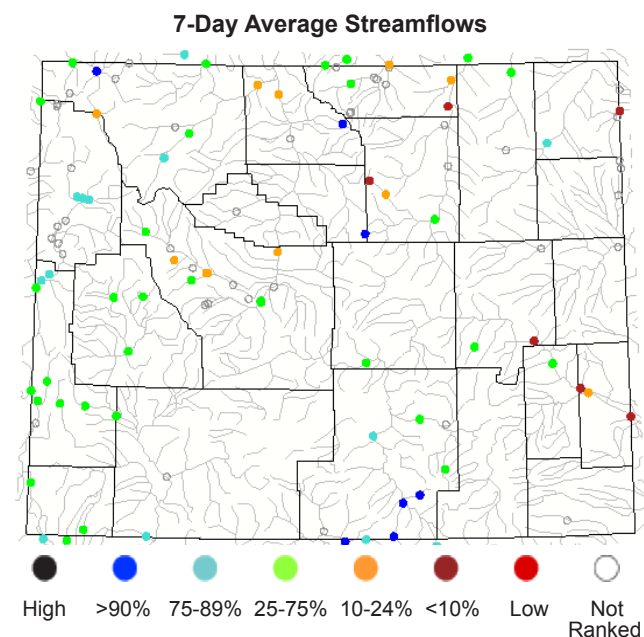 7-Day Average Streamflows
High >90% 75-89% 25-75% 10-24% <10% Low Not
Ranked